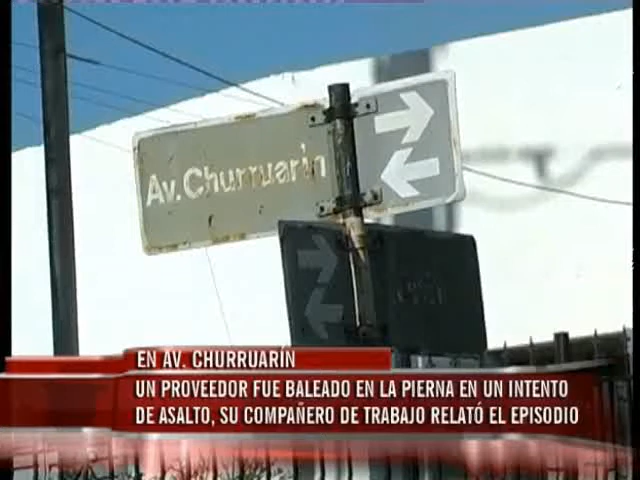 Av. Churruarin
EN AV. CHURRUARÍN
UN PROVEEDOR FUE BALEADO EN LA PIERNA EN UN INTENTO
DE ASALTO, SU COMPAÑERO DE TRABAJO RELATÓ EL EPISODIO